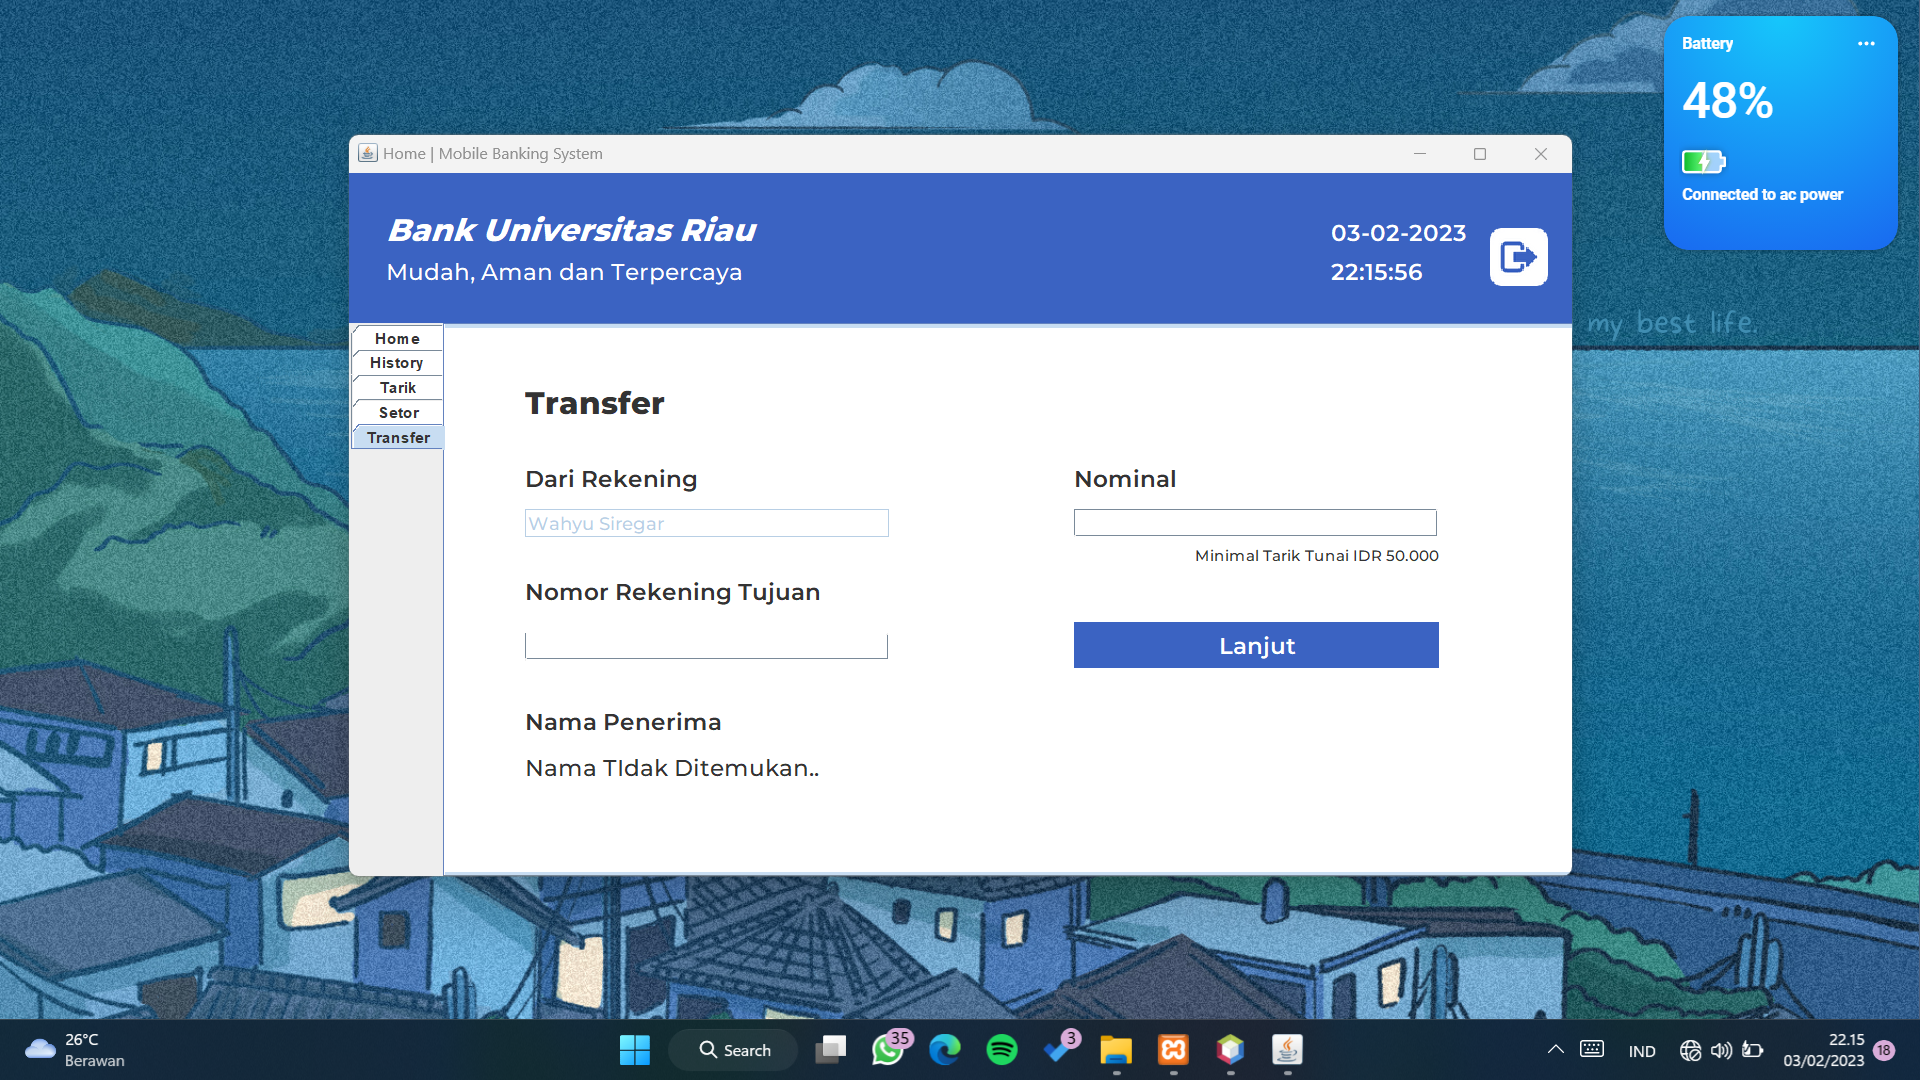 Battery
48%
Connected to ac power
my best life.
Home | Mobile Banking System
Bank Universitas Riau
Mudah, Aman dan Terpercaya
03-02-2023
22:15:56
Home
History
Tarik
Setor
Transfer
Transfer
Dari Rekening
Wahyu Siregar
Nomor Rekening Tujuan
Nama Penerima
Nama TIdak Ditemukan..
Nominal
Minimal Tarik Tunai IDR 50.000
Lanjut
26°C
Berawan
Search
35
3
IND
22.15
03/02/2023
18